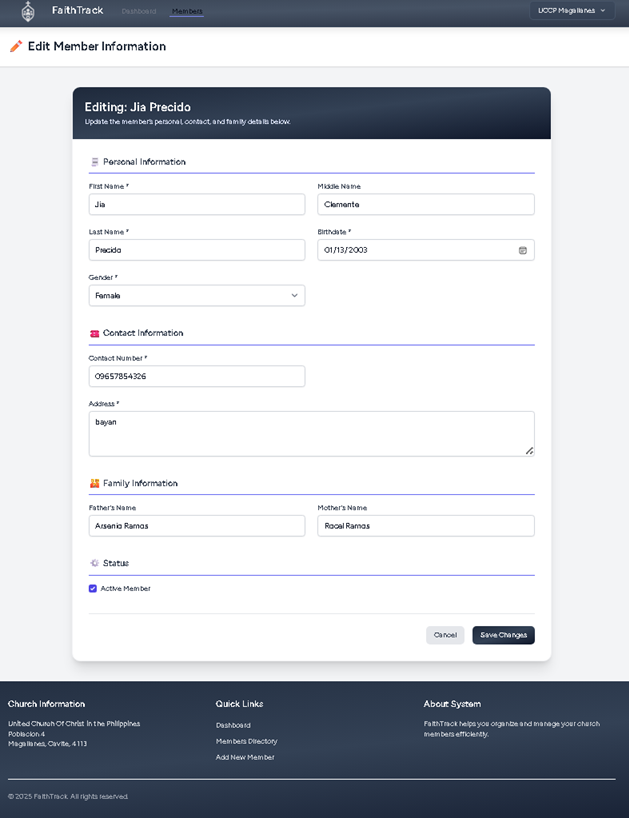 FaithTrack
Dashboard
Members
UCCP Magallanes
Edit Member Information
Editing: Jia Precido
Update the member's personal, contact, and family details below.
Personal Information
First Name *
Middle Name
Jia
Clemente
Last Name *
Birthdate *
Precido
01/13/2003
Gender *
Female
Contact Information
Contact Number *
09657854326
Address *
bayan
Family Information
Father's Name
Mother's Name
Arsenio Ramos
Racel Ramos
Status
Active Member
Cancel
Save Changes
Church Information
Quick Links
About System
United Church Of Christ in the Philippines
Poblacion 4
Magallanes, Cavite, 4113
Dashboard
Members Directory
Add New Member
FaithTrack helps you organize and manage your church
members efficiently.
© 2025 FaithTrack. All rights reserved.